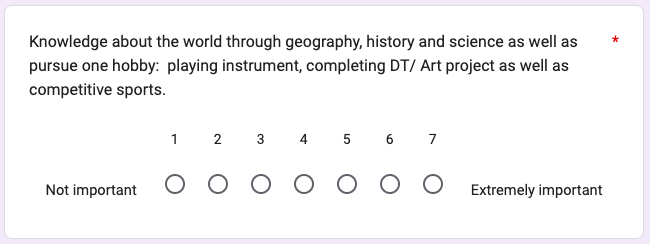 Knowledge about the world through geography, history and science as well as *
pursue one hobby:  playing instrument, completing DT/ Art project as well as
competitive sports.
1 2 3 4 5 6 7
Not important Extremely important